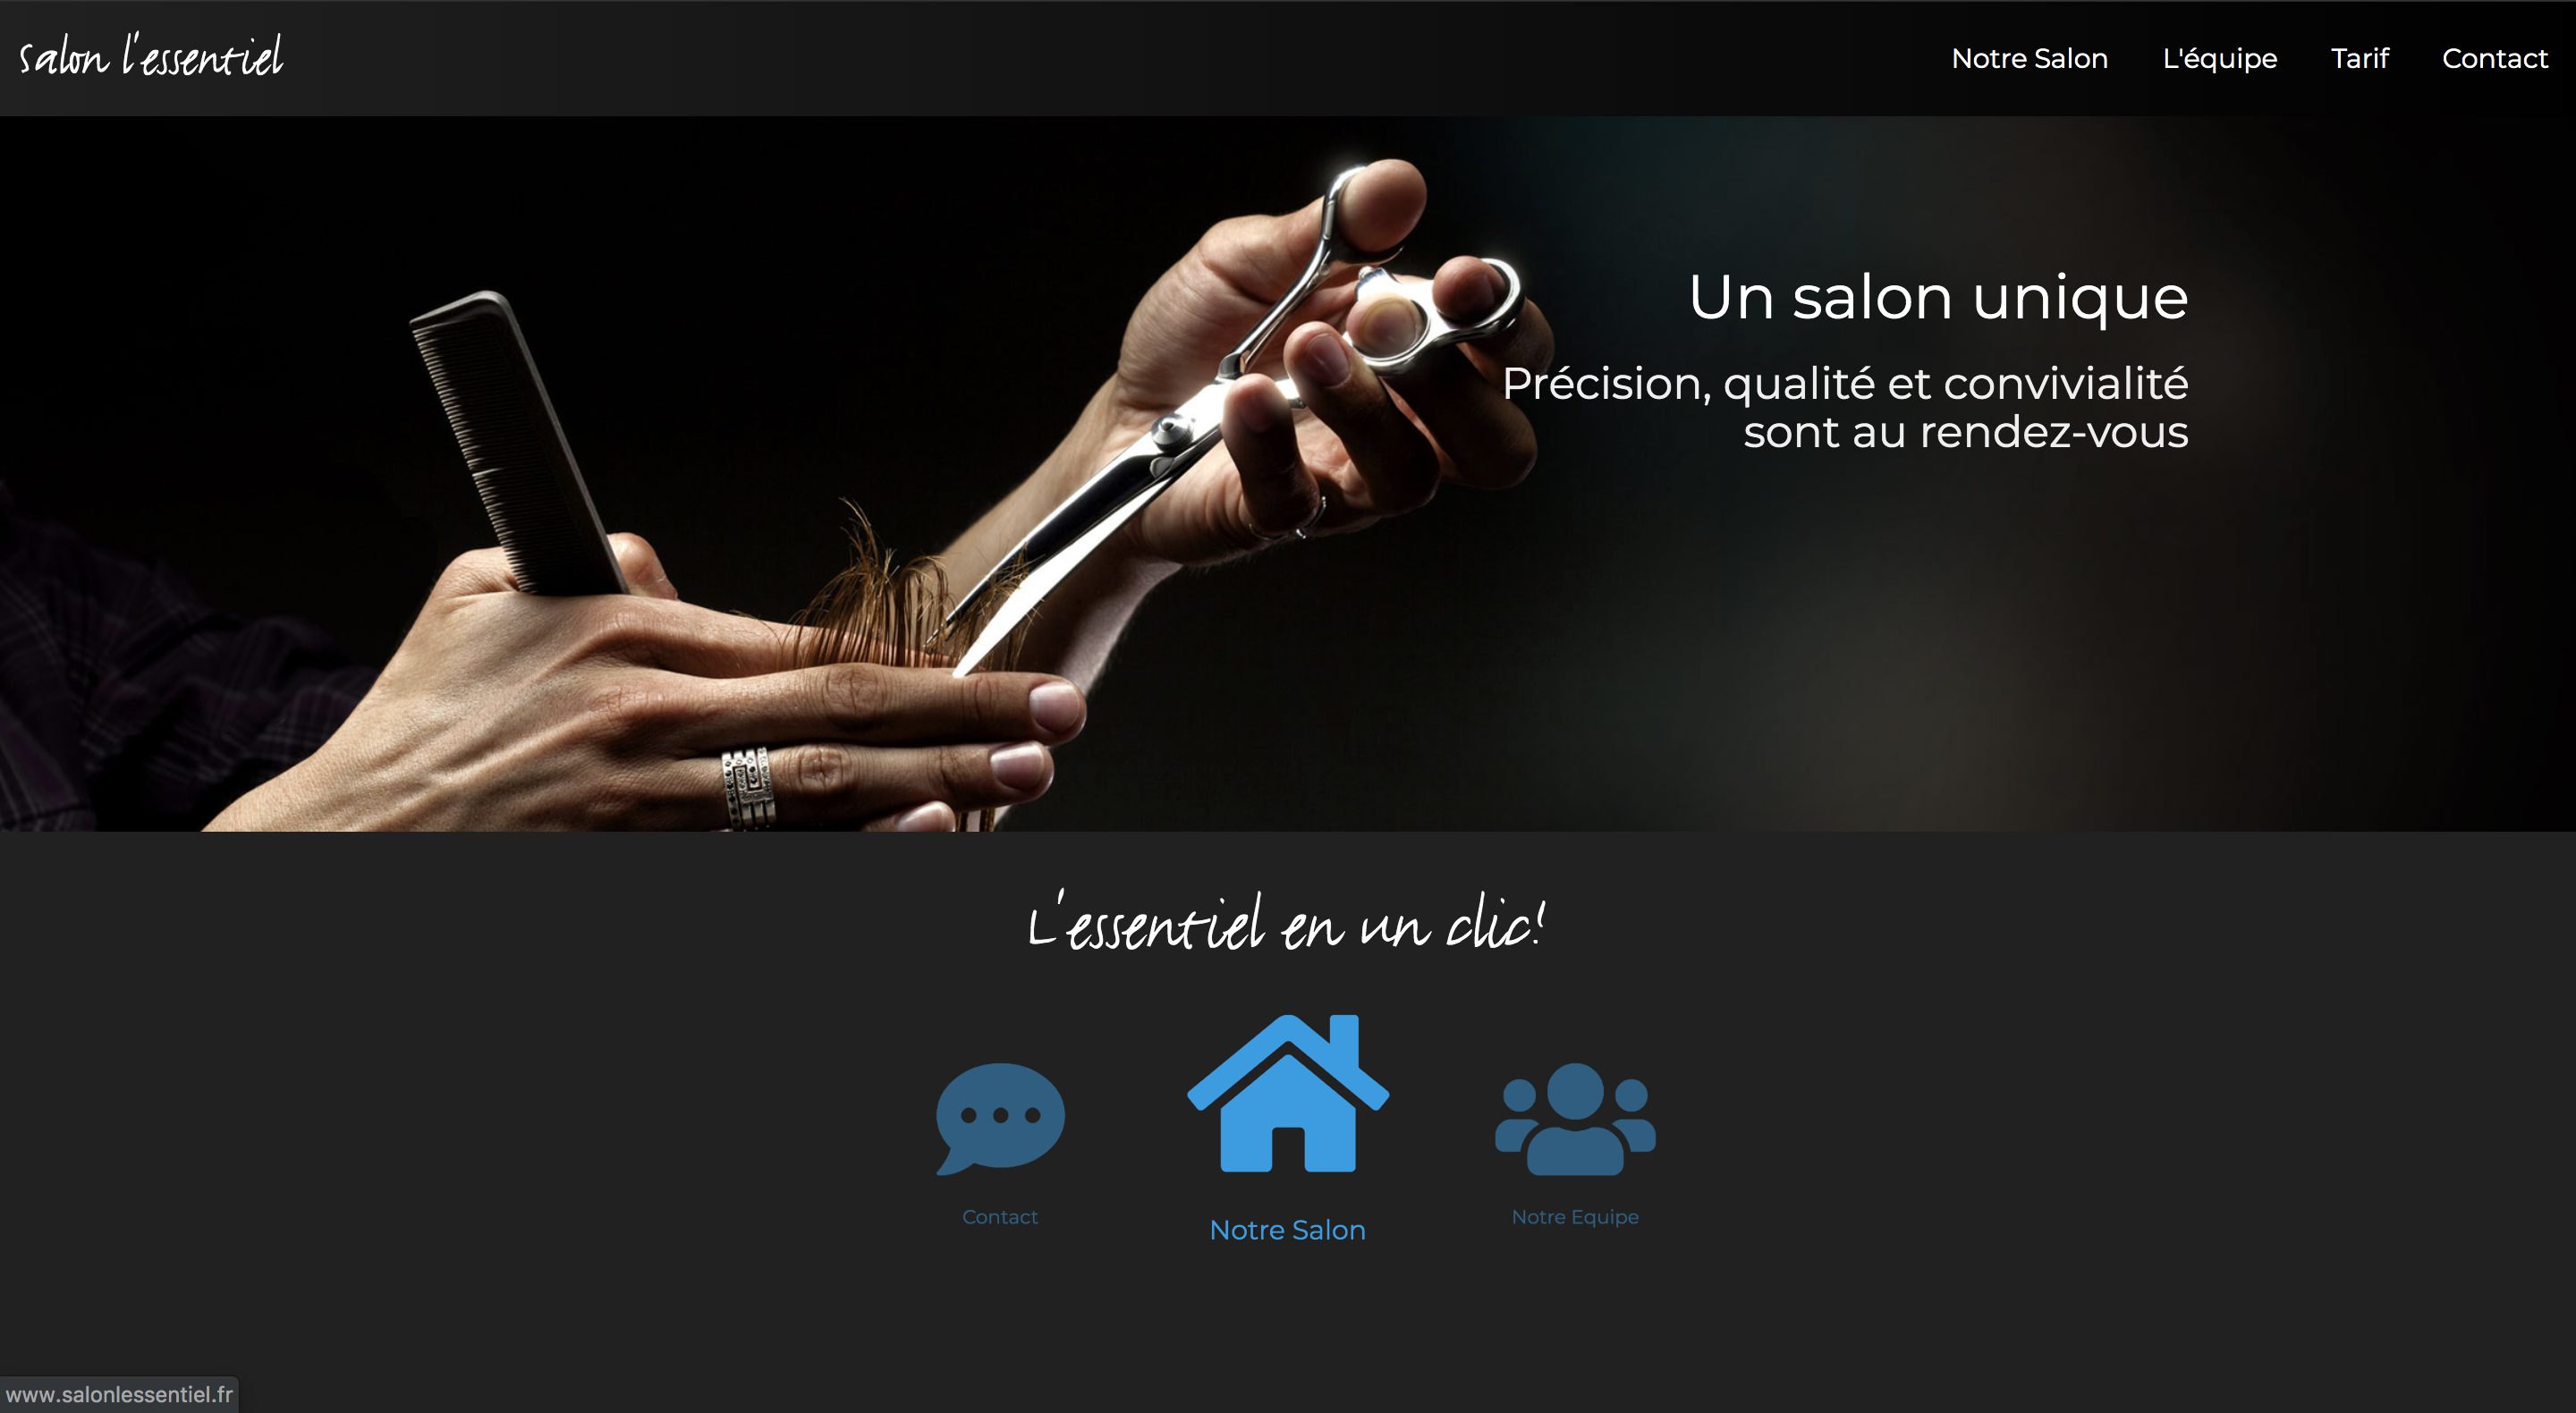 Salon l'essentiel
Notre Salon L'équipe Tarif Contact
Un salon unique
Précision, qualité et convivialité
sont au rendez-vous
L'essentiel en un clic!
Contact
Notre Salon
Notre Equipe
www.salonlessentiel.fr